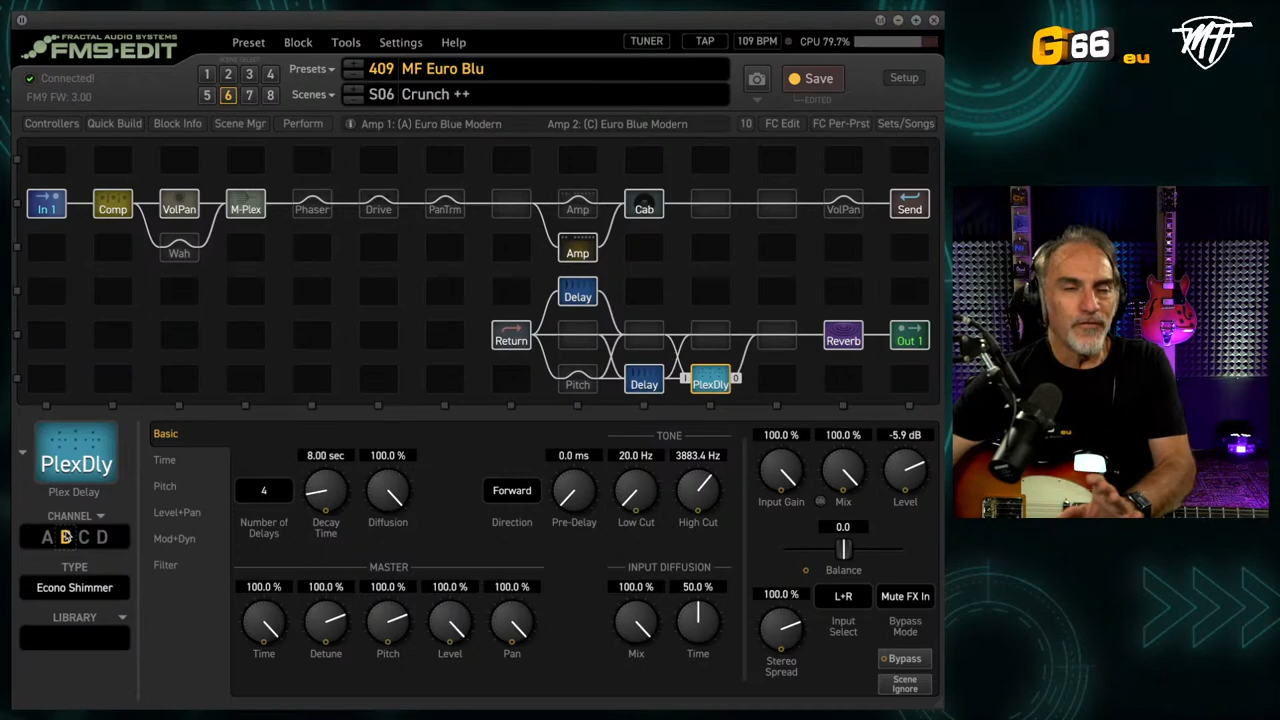 FRACTAL AUDIO SYSTEMS
FM9-EDIT
Preset
Block
Tools
Settings
Help
TUNER
TAP
109 BPM
CPU 79.7%
Connected!
FM9 FW: 3.00
SCENE SELECT
1 2 3 4
5 6 7 8
Presets
409 MF Euro Blu
Scenes
S06 Crunch ++
Save
EDITED
Setup
Controllers
Quick Build
Block Info
Scene Mgr
Perform
Amp 1: (A) Euro Blue Modern
Amp 2: (C) Euro Blue Modern
10
FC Edit
FC Per-Prst
Sets/Songs
In 1
Comp
VolPan
M-Plex
Phaser
Drive
PanTrm
Amp
Cab
VolPan
Send
Wah
Amp
Delay
Return
Reverb
Out 1
Pitch
Delay
I
PlexDly
O
PlexDly
Plex Delay
CHANNEL
A B C D
TYPE
Econo Shimmer
LIBRARY
Basic
Time
Pitch
Level+Pan
Mod+Dyn
Filter
4
Number of
Delays
8.00 sec
Decay
Time
100.0 %
Diffusion
Forward
Direction
TONE
0.0 ms
Pre-Delay
20.0 Hz
Low Cut
3883.4 Hz
High Cut
MASTER
100.0 %
Time
100.0 %
Detune
100.0 %
Pitch
100.0 %
Level
100.0 %
Pan
INPUT DIFFUSION
100.0 %
Mix
50.0 %
Time
100.0 %
Input Gain
100.0 %
Mix
-5.9 dB
Level
0.0
Balance
100.0 %
Stereo
Spread
L+R
Input
Select
Mute FX In
Bypass
Mode
Bypass
Scene
Ignore
G66
eu
MF
eu